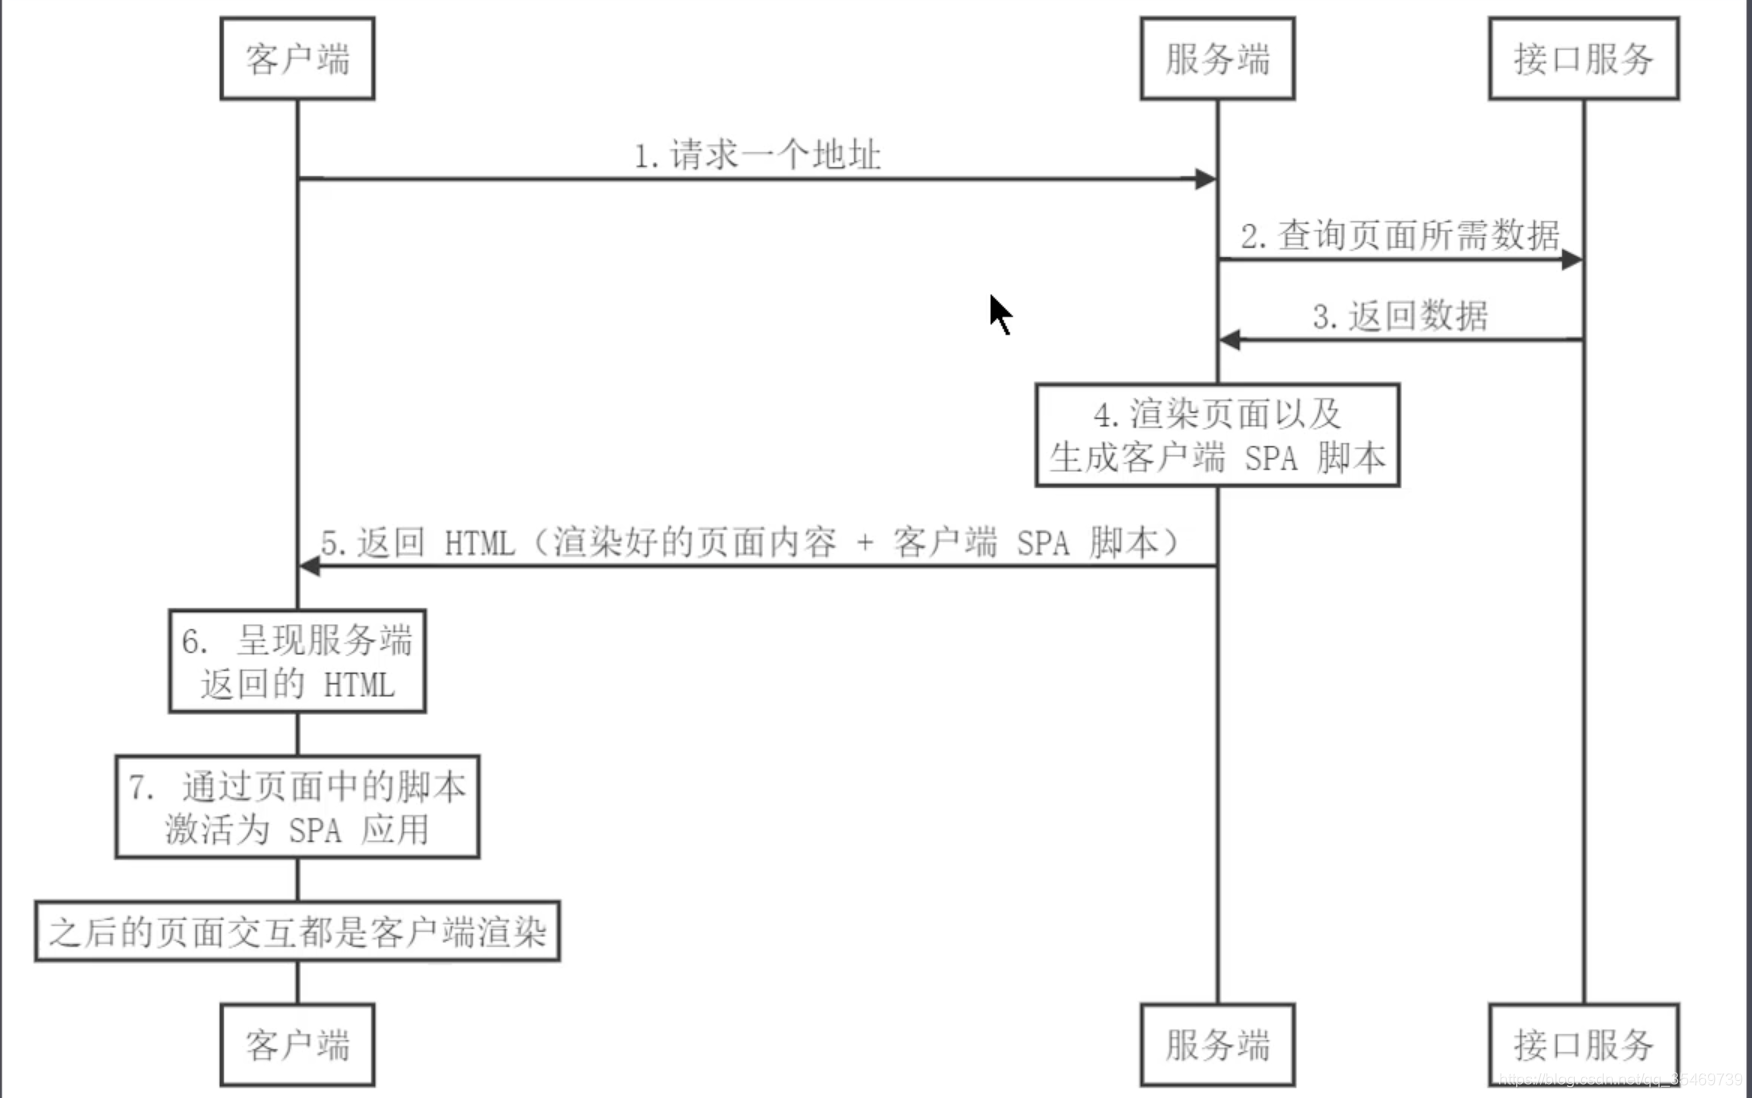 客户端
服务端
接口服务
1.请求一个地址
2.查询页面所需数据
3.返回数据
4.渲染页面以及
生成客户端 SPA 脚本
5.返回 HTML（渲染好的页面内容 + 客户端 SPA 脚本）
6. 呈现服务端
返回的 HTML
7. 通过页面中的脚本
激活为 SPA 应用
之后的页面交互都是客户端渲染
客户端
服务端
接口服务
https://blog.csdn.net/qq_35469739